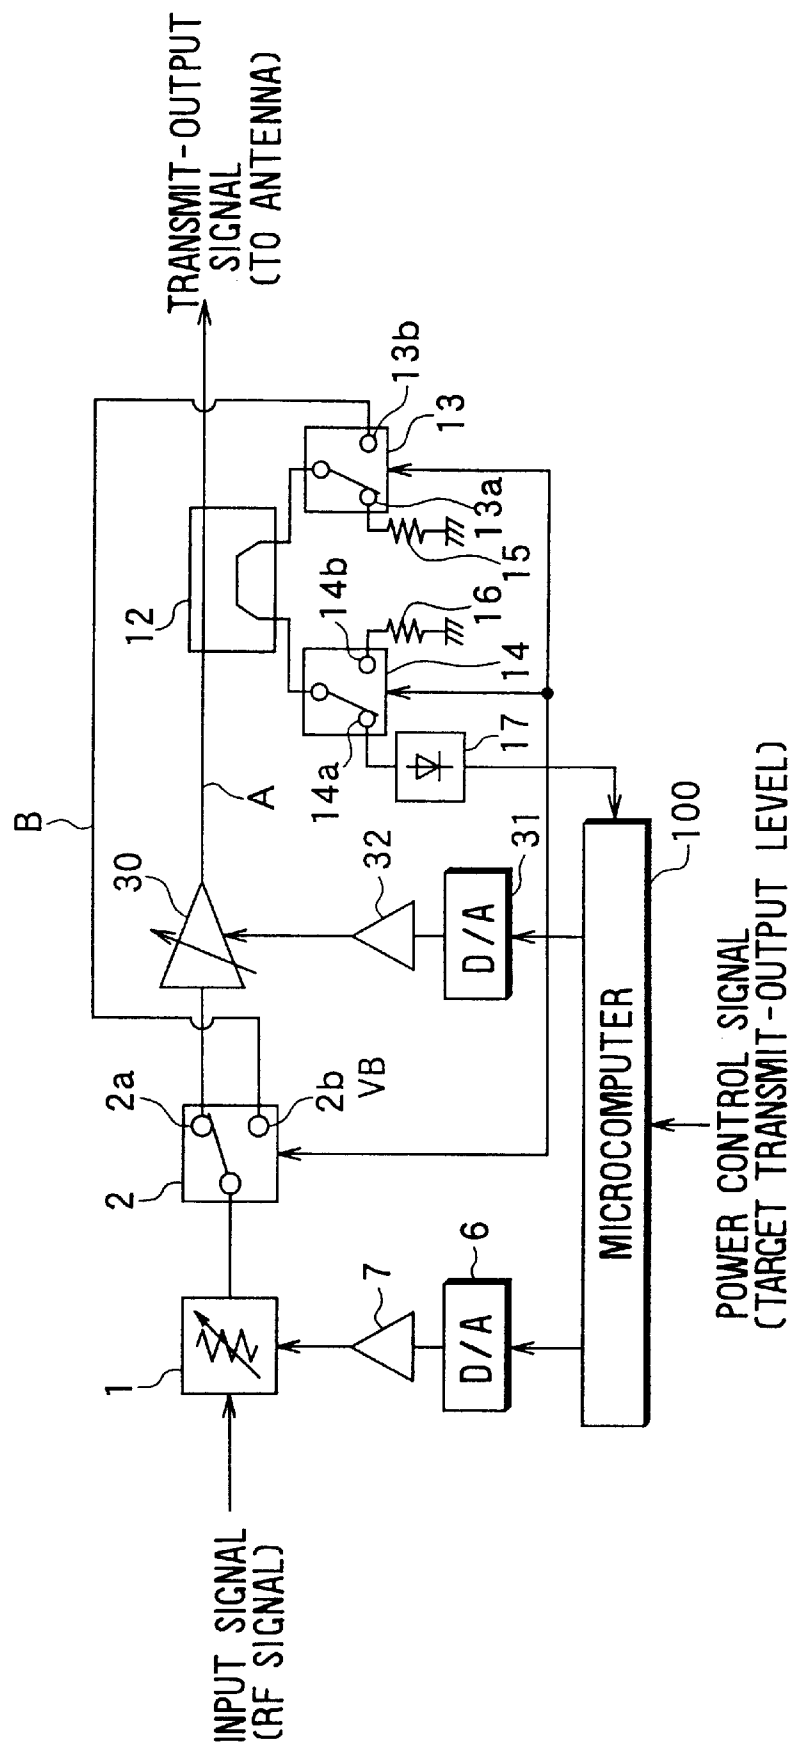 B
TRANSMIT-OUTPUT
SIGNAL
(TO ANTENNA)
12
30
A
2a
2
2b
VB
1
INPUT SIGNAL
(RF SIGNAL)
7
6
D/A
32
31
D/A
14a
14b
14
16
15
13a
13b
13
17
MICROCOMPUTER
100
POWER CONTROL SIGNAL
(TARGET TRANSMIT-OUTPUT LEVEL)